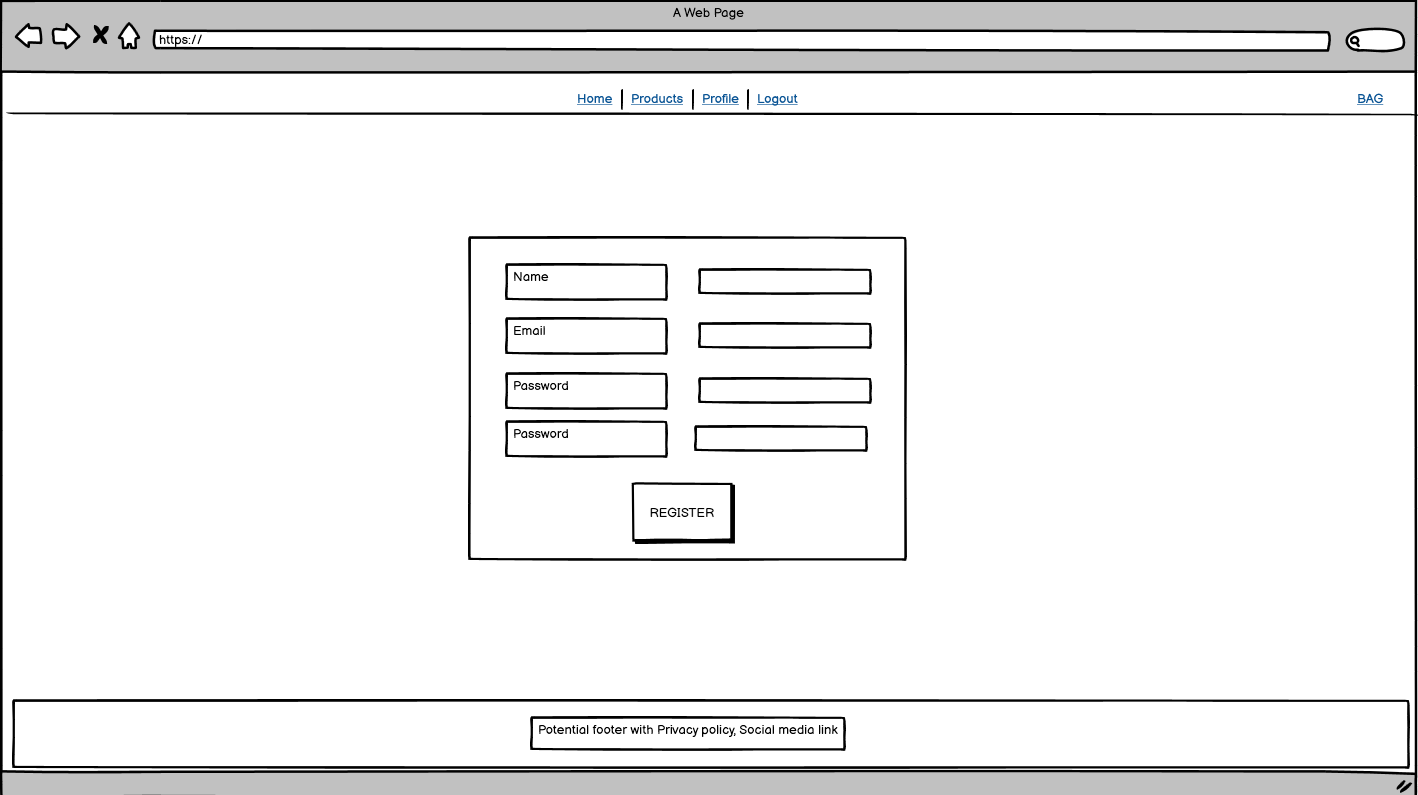 A Web Page
https://
Home Products Profile Logout BAG
Name
Email
Password
Password
REGISTER
Potential footer with Privacy policy, Social media link